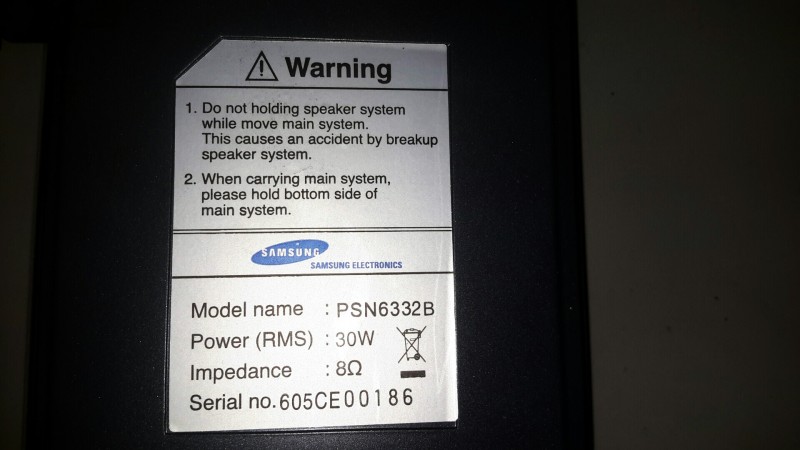 Warning
1. Do not holding speaker system
while move main system.
This causes an accident by breakup
speaker system.
2. When carrying main system,
please hold bottom side of
main system.
SAMSUNG
SAMSUNG ELECTRONICS
Model name : PSN6332B
Power (RMS) : 30W
Impedance : 8Ω
Serial no. 605CE00186